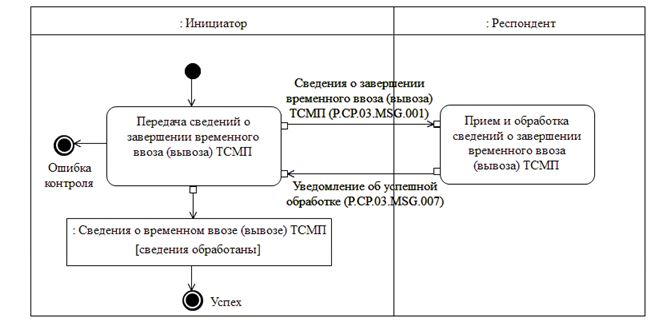 : Инициатор
: Респондент
Сведения о завершении
временного ввоза (вывоза)
ТСМП (P.CP.03.MSG.001)
Передача сведений о
завершении временного
ввоза (вывоза) ТСМП
Прием и обработка
сведений о завершении
временного ввоза
(вывоза) ТСМП
Ошибка
контроля
Уведомление об успешной
обработке (P.CP.03.MSG.007)
: Сведения о временном ввозе (вывозе) ТСМП
[сведения обработаны]
Успех